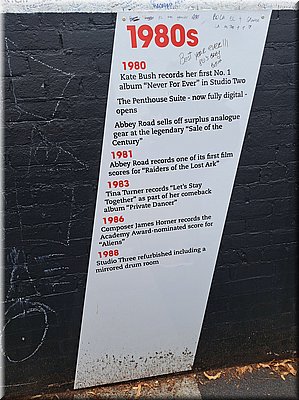 1980s
BEST YEAR EVER!!!
1980
Kate Bush records her first No. 1
album "Never For Ever" in Studio Two
The Penthouse Suite - now fully digital -
opens
Abbey Road sells off surplus analogue
gear at the legendary "Sale of the
Century"
1981
Abbey Road records one of its first film
scores for "Raiders of the Lost Ark"
1983
Tina Turner records "Let's Stay
Together" as part of her comeback
album "Private Dancer"
1986
Composer James Horner records the
Academy Award-nominated score for
"Aliens"
1988
Studio Three refurbished including a
mirrored drum room